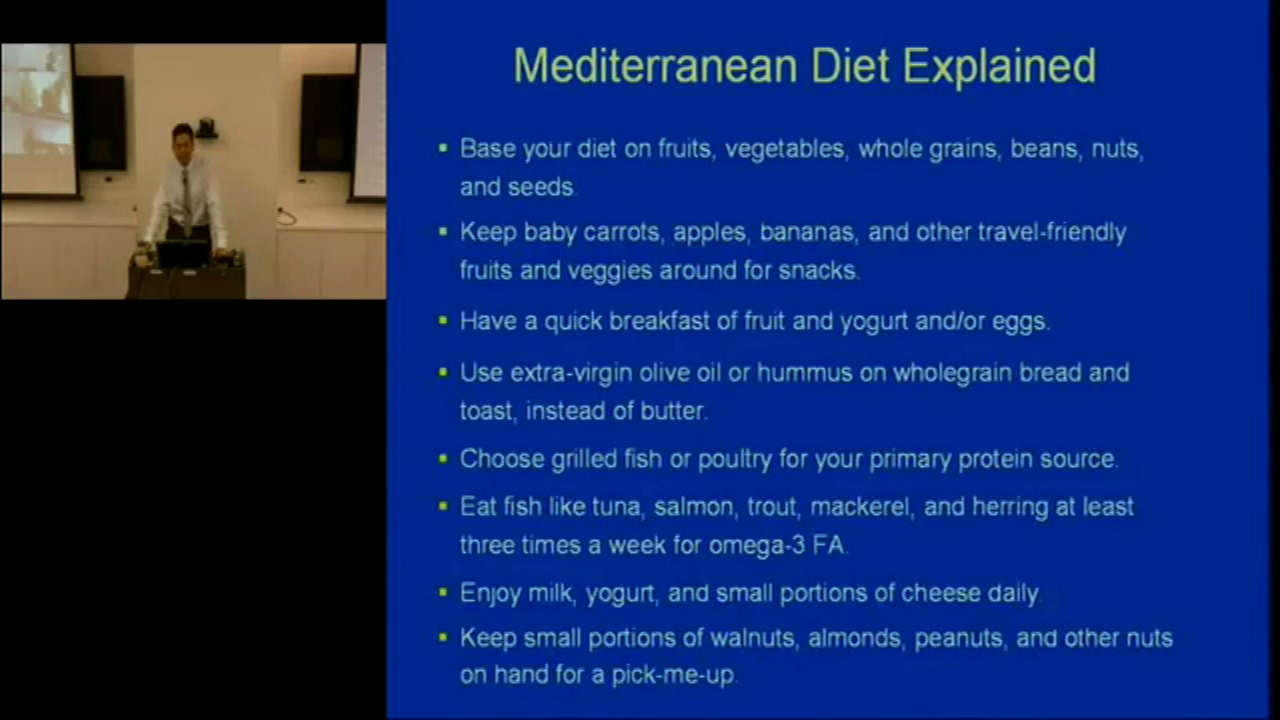 Mediterranean Diet Explained
▪ Base your diet on fruits, vegetables, whole grains, beans, nuts,
and seeds.
▪ Keep baby carrots, apples, bananas, and other travel-friendly
fruits and veggies around for snacks.
▪ Have a quick breakfast of fruit and yogurt and/or eggs.
▪ Use extra-virgin olive oil or hummus on wholegrain bread and
toast, instead of butter.
▪ Choose grilled fish or poultry for your primary protein source.
▪ Eat fish like tuna, salmon, trout, mackerel, and herring at least
three times a week for omega-3 FA.
▪ Enjoy milk, yogurt, and small portions of cheese daily.
▪ Keep small portions of walnuts, almonds, peanuts, and other nuts
on hand for a pick-me-up.